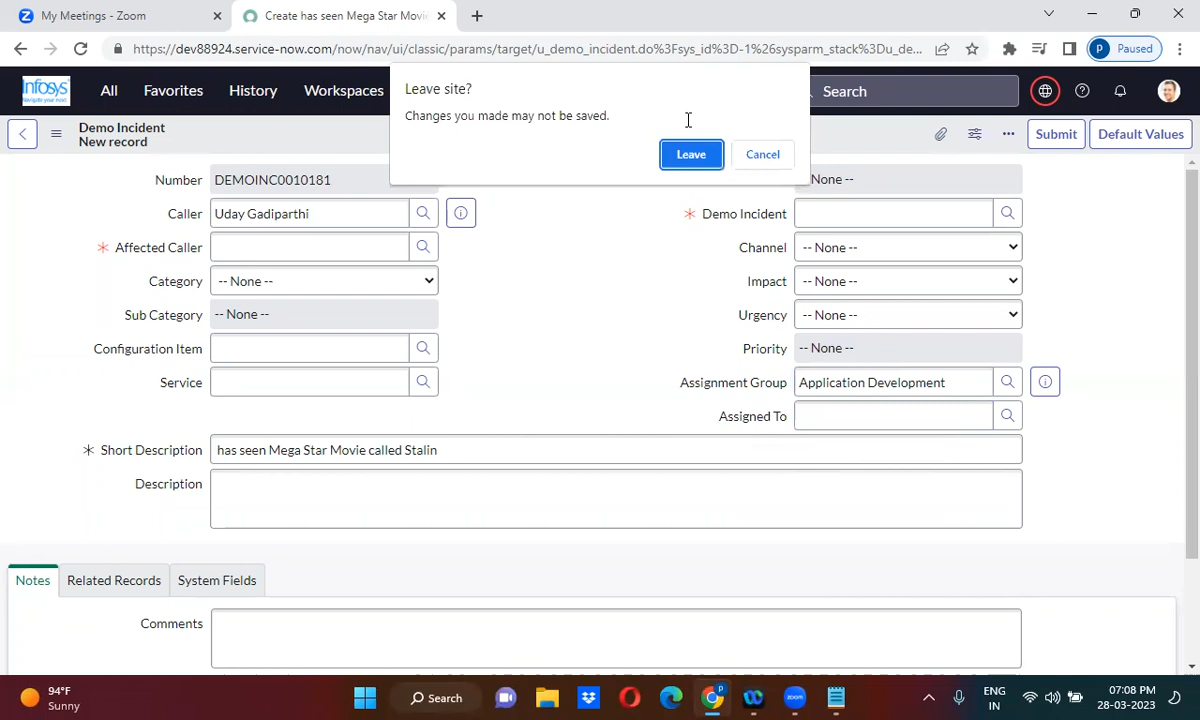 My Meetings - Zoom
Create has seen Mega Star Movie
https://dev88924.service-now.com/now/nav/ui/classic/params/target/u_demo_incident.do%3Fsys_id%3D-1%26sysparm_stack%3Du_de...
P Paused
Infosys
Navigate your next
All
Favorites
History
Workspaces
Search
Leave site?
Changes you made may not be saved.
Leave
Cancel
Demo Incident
New record
Submit
Default Values
Number DEMOINC0010181
None --
Caller Uday Gadiparthi
* Demo Incident
* Affected Caller
Channel -- None --
Category -- None --
Impact -- None --
Sub Category -- None --
Urgency -- None --
Configuration Item
Priority -- None --
Service
Assignment Group Application Development
Assigned To
* Short Description has seen Mega Star Movie called Stalin
Description
Notes
Related Records
System Fields
Comments
94°F
Sunny
Search
P
zoom
ENG
IN
07:08 PM
28-03-2023